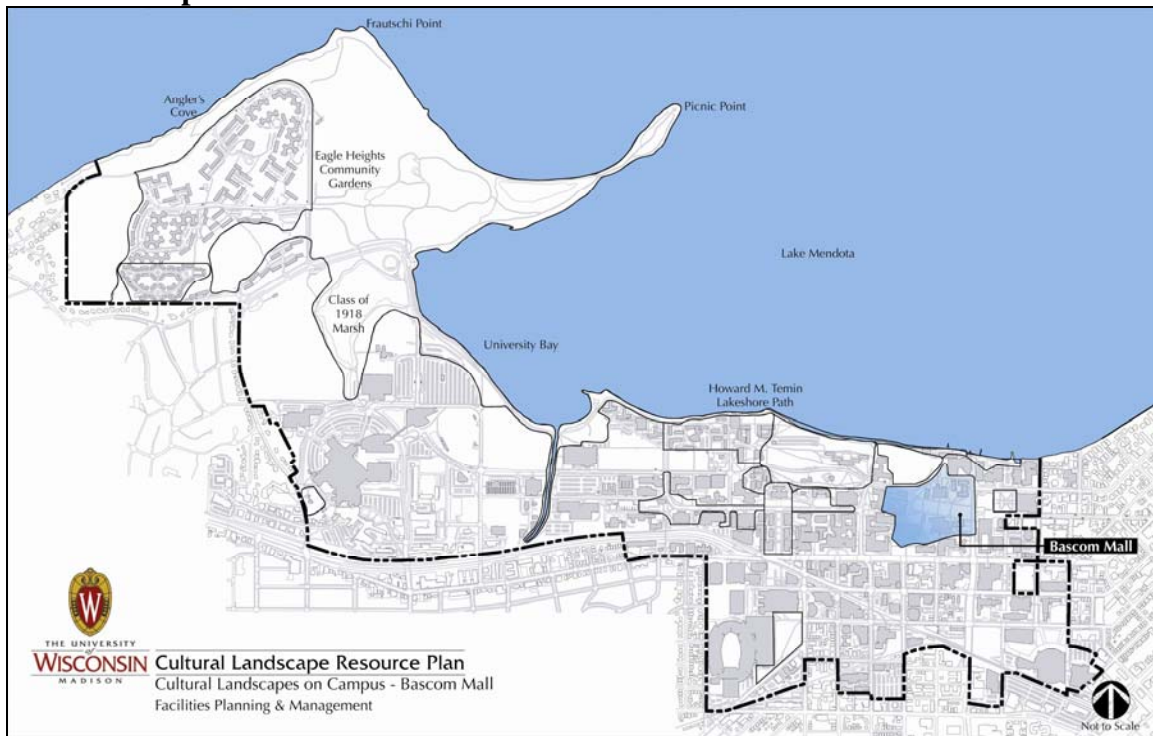 Frautschi Point
Angler's
Cove
Picnic Point
Eagle Heights
Community
Gardens
Lake Mendota
Class of
1918
Marsh
University Bay
Howard M. Temin
Lakeshore Path
Bascom Mall
W
THE UNIVERSITY
of
WISCONSIN
MADISON
Cultural Landscape Resource Plan
Cultural Landscapes on Campus - Bascom Mall
Facilities Planning & Management
Not to Scale